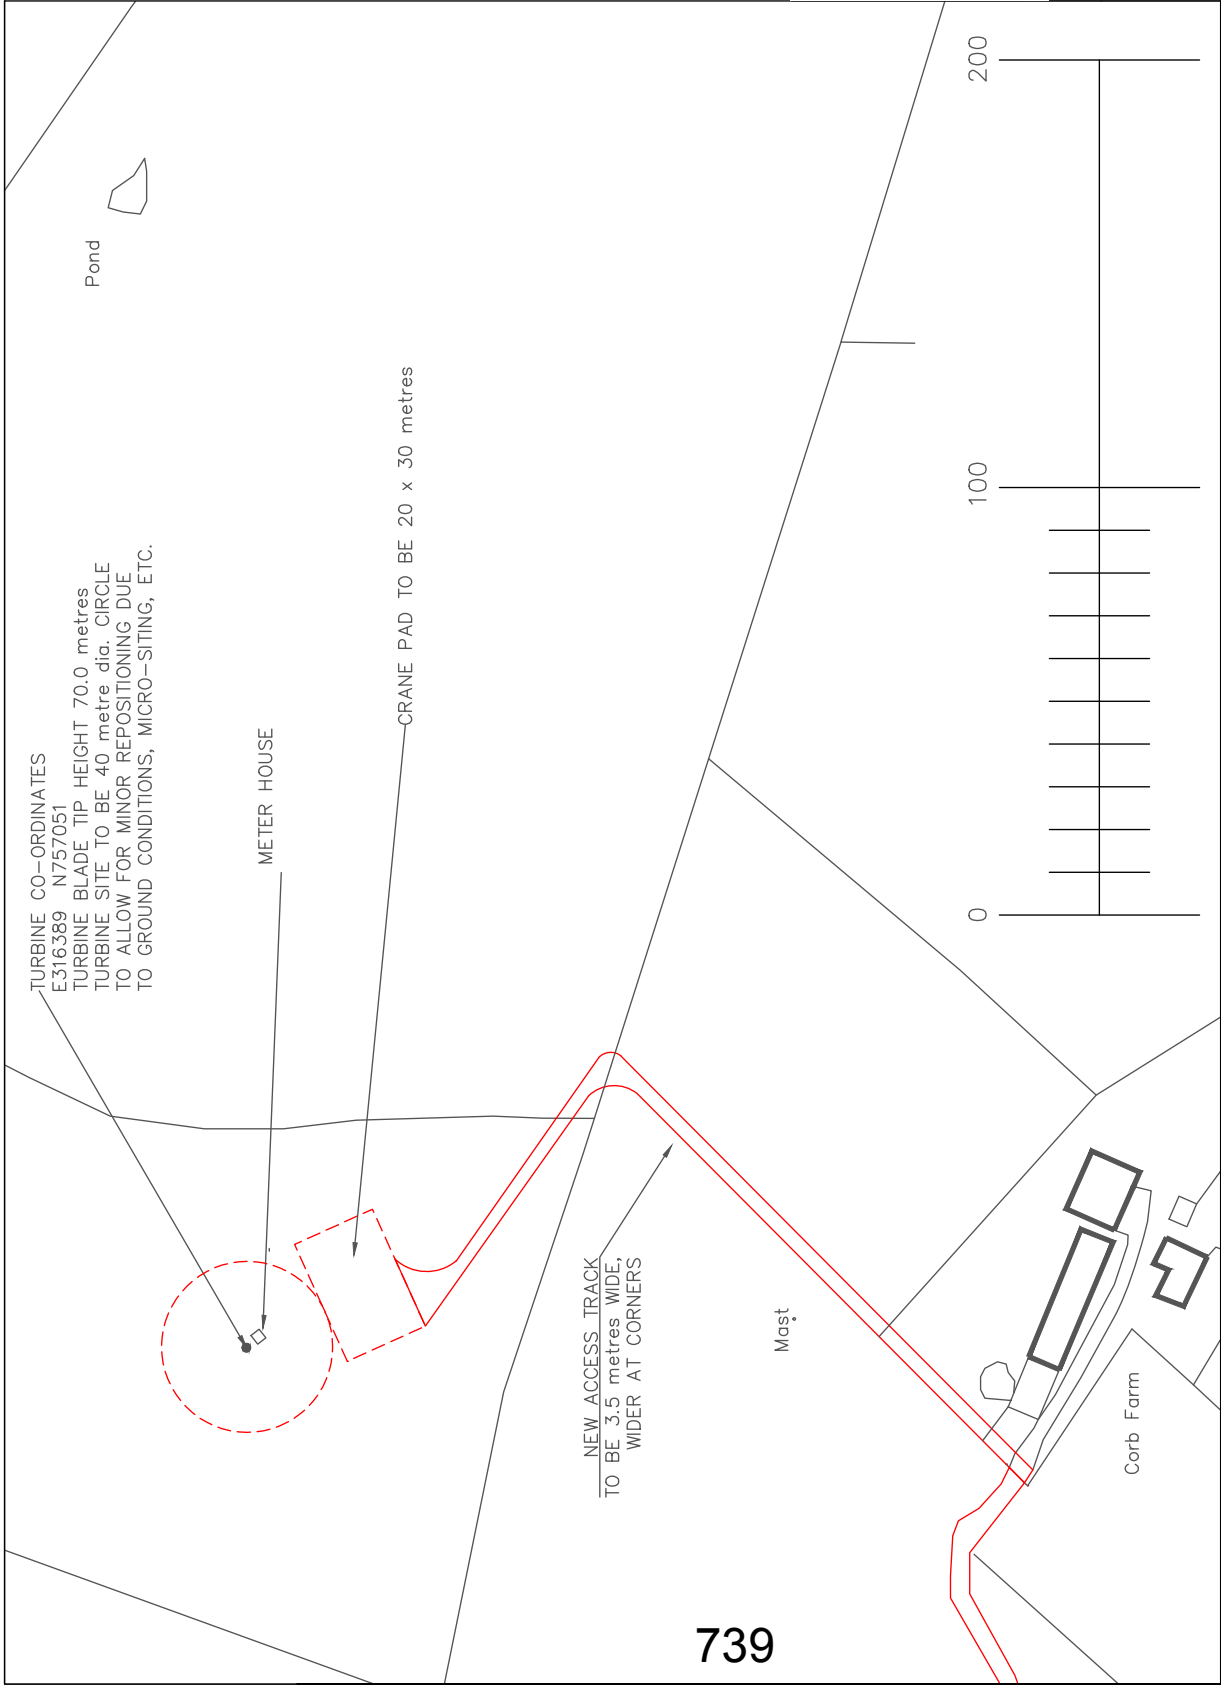 TURBINE CO-ORDINATES
E316389 N757051
TURBINE BLADE TIP HEIGHT 70.0 metres
TURBINE SITE TO BE 40 metre dia. CIRCLE
TO ALLOW FOR MINOR REPOSITIONING DUE
TO GROUND CONDITIONS, MICRO-SITING, ETC.
Pond
METER HOUSE
CRANE PAD TO BE 20 x 30 metres
NEW ACCESS TRACK
TO BE 3.5 metres WIDE,
WIDER AT CORNERS
Mast
Corb Farm
0
100
200
739